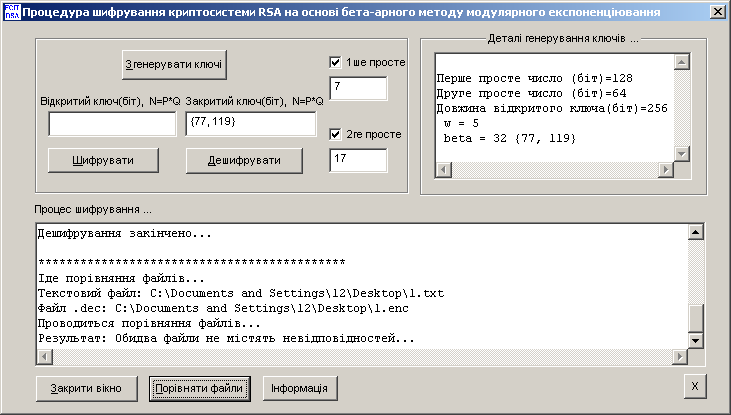 FCIT
RSA
Процедура шифрування криптосистеми RSA на основі бета-арного методу модулярного експоненціювання
Згенерувати ключі
1ше просте
7
Відкритий ключ(біт), N=P*Q
Закритий ключ(біт), N=P*Q
{77,119}
2ге просте
17
Шифрувати
Дешифрувати
Деталі генерування ключів ...
Перше просте число (біт)=128
Друге просте число (біт)=64
Довжина відкритого ключа(біт)=256
w = 5
beta = 32 {77, 119}
Процес шифрування ...
Дешифрування закінчено...
********************************************
Іде порівняння файлів...
Текстовий файл: C:\Documents and Settings\12\Desktop\1.txt
Файл .dec: C:\Documents and Settings\12\Desktop\1.enc
Проводиться порівняння файлів...
Результат: Обидва файли не містять невідповідностей...
Закрити вікно
Порівняти файли
Інформація
X